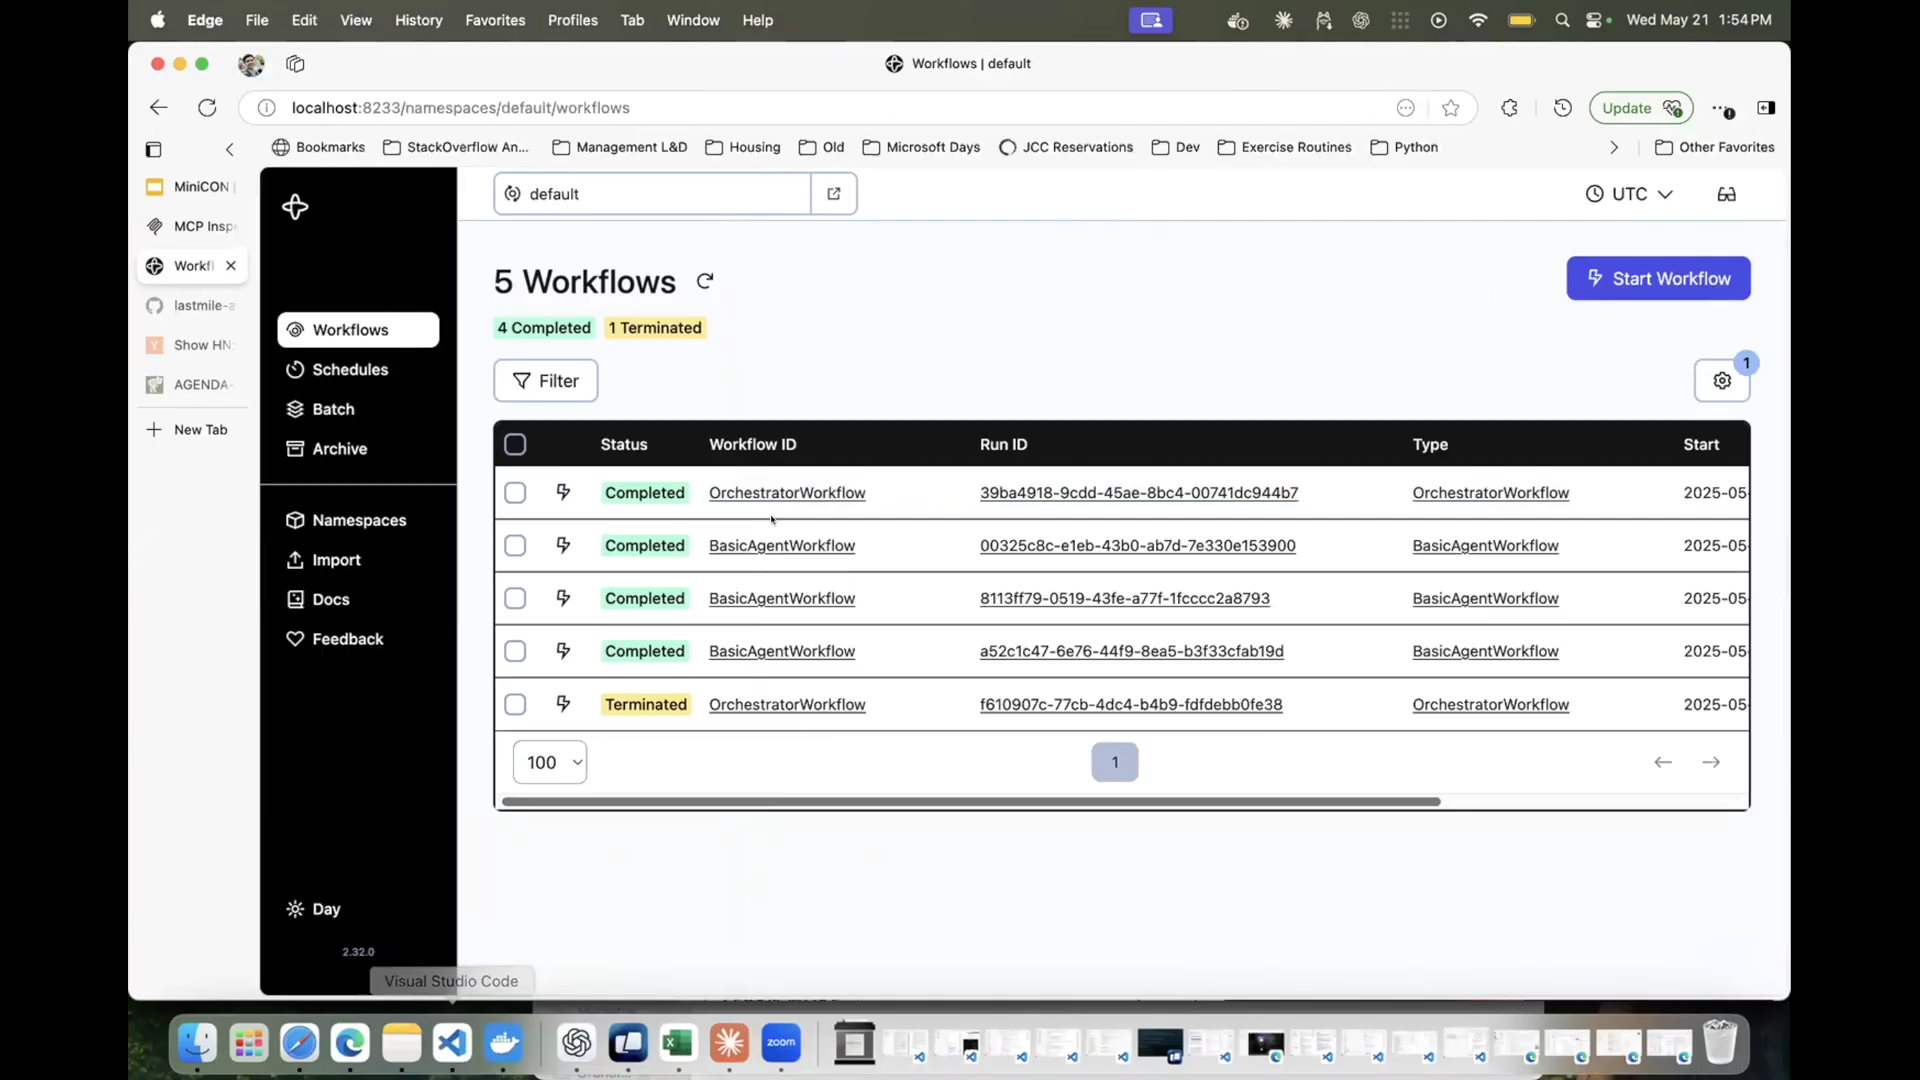 Edge File Edit View History Favorites Profiles Tab Window Help Wed May 21 1:54 PM
Workflows | default
localhost:8233/namespaces/default/workflows Update
Bookmarks StackOverflow An... Management L&D Housing Old Microsoft Days JCC Reservations Dev Exercise Routines Python Other Favorites
MiniCON
MCP Insp
Workfl
lastmile-a
Show HN:
AGENDA-
New Tab
Workflows
Schedules
Batch
Archive
Namespaces
Import
Docs
Feedback
Day
2.32.0
default UTC
5 Workflows Start Workflow
4 Completed 1 Terminated
Filter 1
Status Workflow ID Run ID Type Start
Completed OrchestratorWorkflow 39ba4918-9cdd-45ae-8bc4-00741dc944b7 OrchestratorWorkflow 2025-05-
Completed BasicAgentWorkflow 00325c8c-e1eb-43b0-ab7d-7e330e153900 BasicAgentWorkflow 2025-05-
Completed BasicAgentWorkflow 8113ff79-0519-43fe-a77f-1fcccc2a8793 BasicAgentWorkflow 2025-05-
Completed BasicAgentWorkflow a52c1c47-6e76-44f9-8ea5-b3f33cfab19d BasicAgentWorkflow 2025-05-
Terminated OrchestratorWorkflow f610907c-77cb-4dc4-b4b9-fdfdebb0fe38 OrchestratorWorkflow 2025-05-
100 1
Visual Studio Code
zoom